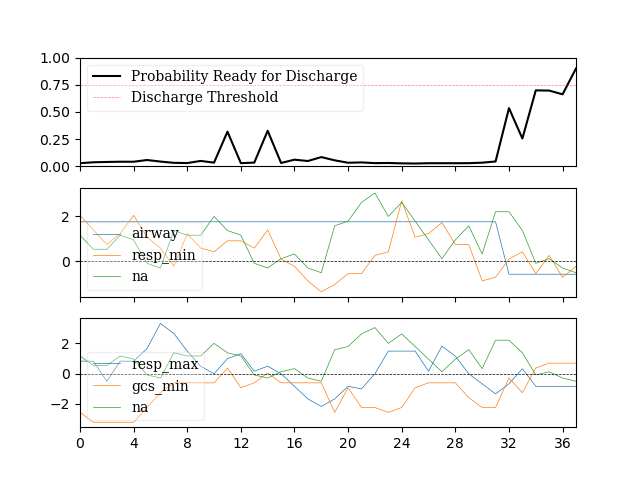 1.00
0.75
0.50
0.25
0.00
Probability Ready for Discharge
Discharge Threshold
2
0
airway
resp_min
na
2
0
−2
resp_max
gcs_min
na
0 4 8 12 16 20 24 28 32 36